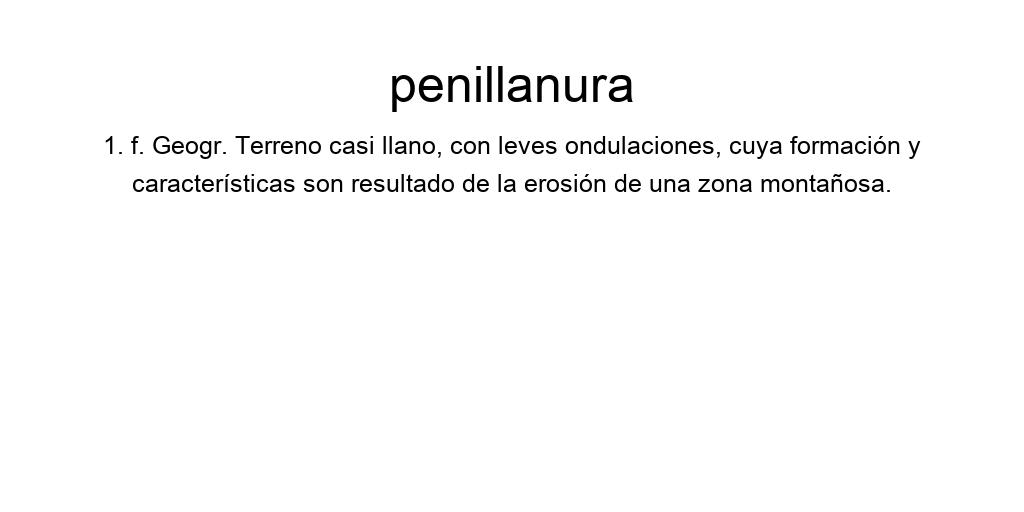 penillanura
1. f. Geogr. Terreno casi llano, con leves ondulaciones, cuya formación y
características son resultado de la erosión de una zona montañosa.